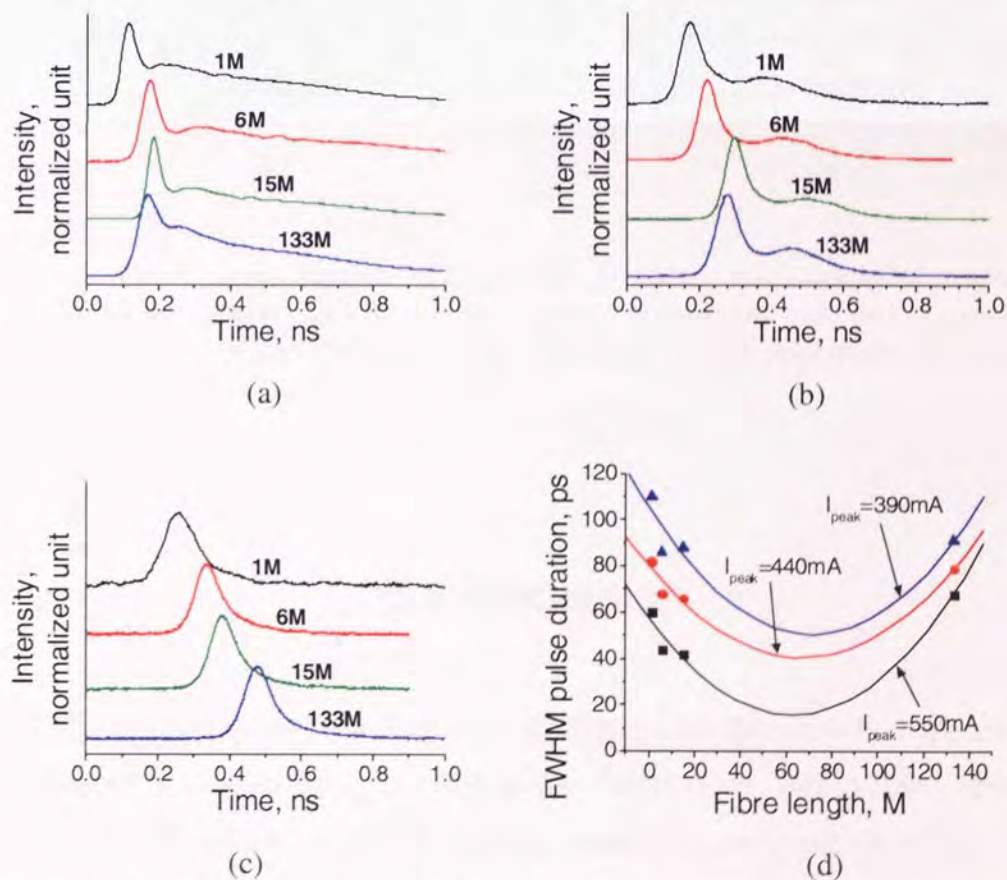 Intensity,
normalized unit
1M
6M
15M
133M
0.0 0.2 0.4 0.6 0.8 1.0
Time, ns
(a)
Intensity,
normalized unit
1M
6M
15M
133M
0.0 0.2 0.4 0.6 0.8 1.0
Time, ns
(b)
Intensity,
normalized unit
1M
6M
15M
133M
0.0 0.2 0.4 0.6 0.8 1.0
Time, ns
(c)
FWHM pulse duration, ps
120
100
80
60
40
20
0
I_peak=390mA
I_peak=440mA
I_peak=550mA
0 20 40 60 80 100 120 140
Fibre length, M
(d)